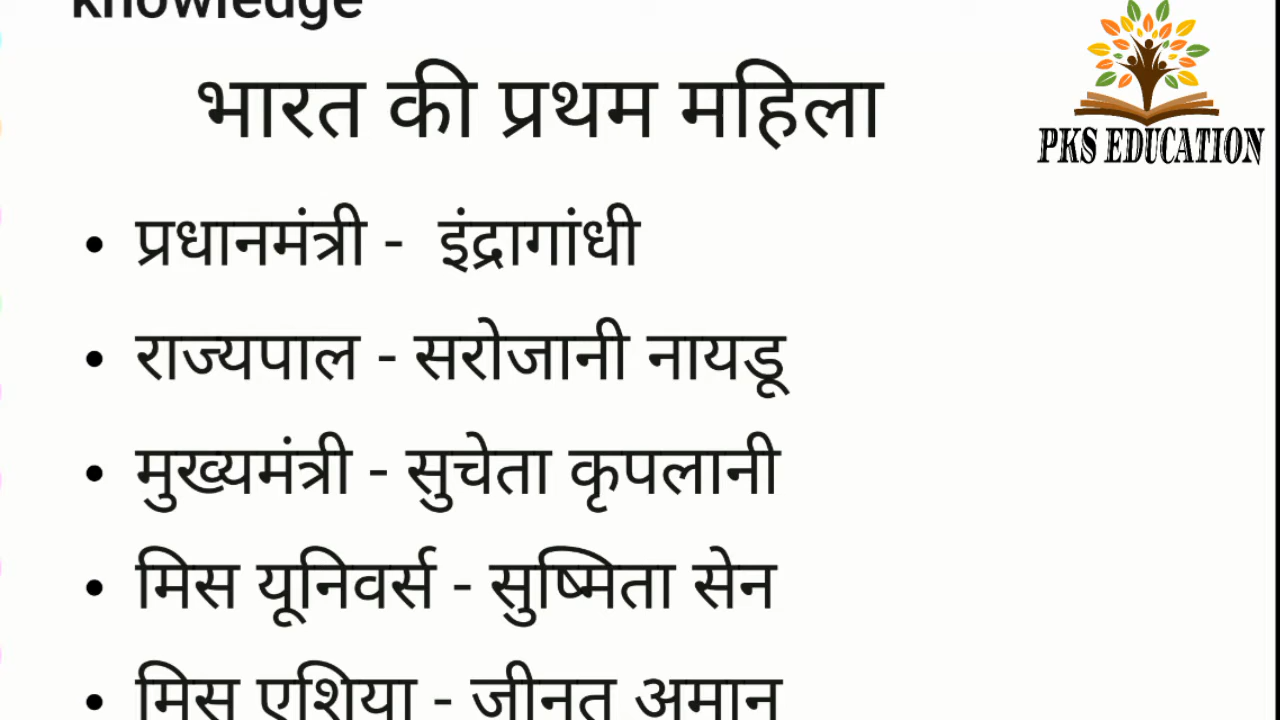 knowledge
भारत की प्रथम महिला
PKS EDUCATION
• प्रधानमंत्री - इंद्रागांधी
• राज्यपाल - सरोजानी नायडू
• मुख्यमंत्री - सुचेता कृपलानी
• मिस यूनिवर्स - सुष्मिता सेन
• मिस एशिया - जीनत अमान